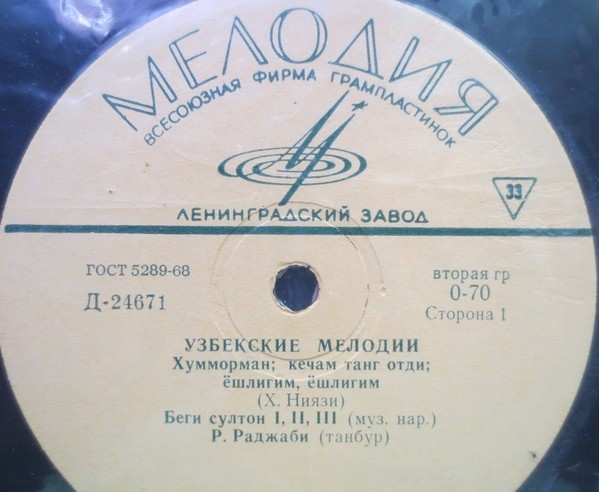 МЕЛОДИЯ
ВСЕСОЮЗНАЯ ФИРМА ГРАМПЛАСТИНОК
33
ЛЕНИНГРАДСКИЙ ЗАВОД
ГОСТ 5289-68
Д-24671
вторая гр
0-70
Сторона 1
УЗБЕКСКИЕ МЕЛОДИИ
Хумморман; кечам танг отди;
ёшлигим, ёшлигим
(Х. Ниязи)
Беги султон I, II, III (муз. нар.)
Р. Раджаби (танбур)